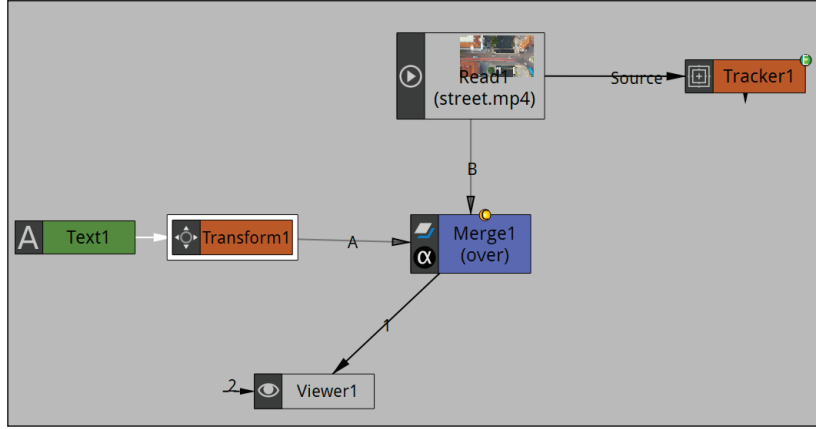 Read1
(street.mp4)
Source
Tracker1
E
B
A
Text1
Transform1
A
α
Merge1
(over)
C
1
2
Viewer1